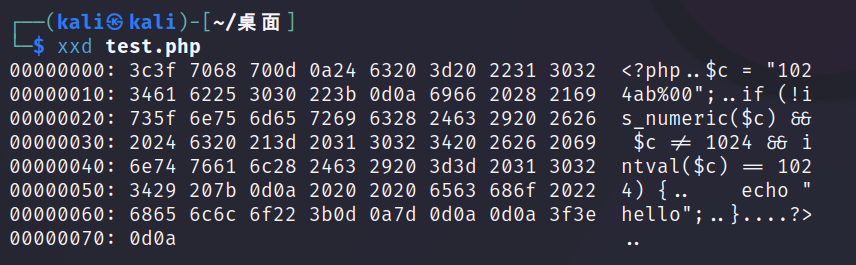 ┌──(kali㉿kali)-[~/桌面]
└─$ xxd test.php
00000000: 3c3f 7068 700d 0a24 6320 3d20 2231 3032  <?php..$c = "102
00000010: 3461 6225 3030 223b 0d0a 6966 2028 2169  4ab%00";..if (!i
00000020: 735f 6e75 6d65 7269 6328 2463 2920 2626  s_numeric($c) &&
00000030: 2024 6320 213d 2031 3032 3420 2626 2069   $c != 1024 && i
00000040: 6e74 7661 6c28 2463 2920 3d3d 2031 3032  ntval($c) == 102
00000050: 3429 207b 0d0a 2020 2020 6563 686f 2022  4) {..    echo "
00000060: 6865 6c6c 6f22 3b0d 0a7d 0d0a 0d0a 3f3e  hello";..}....?>
00000070: 0d0a                                     ..